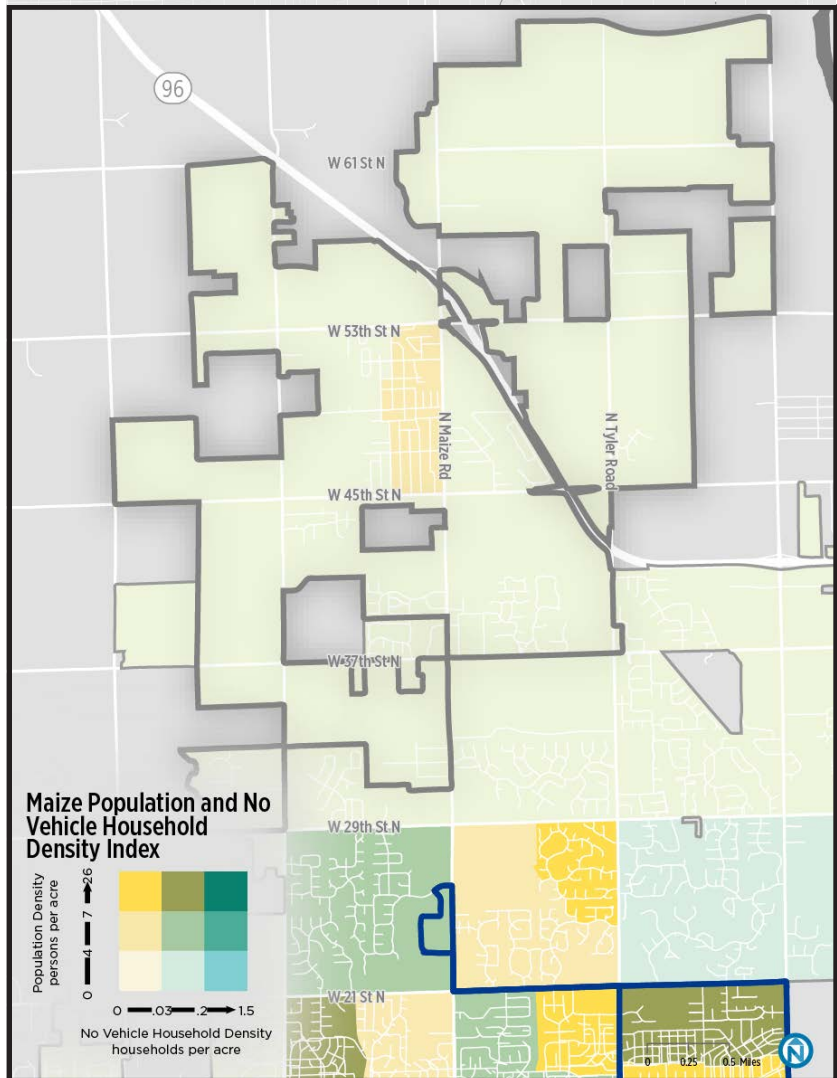 96
W 61 St N
W 53th St N
N Maize Rd
N Tyler Road
W 45th St N
W 37th St N
Maize Population and No
Vehicle Household
Density Index
W 29th St N
Population Density
persons per acre
0 4 7 26
W 21 St N
0 .03 .2 1.5
No Vehicle Household Density
households per acre
0 0.25 0.5 Miles
N